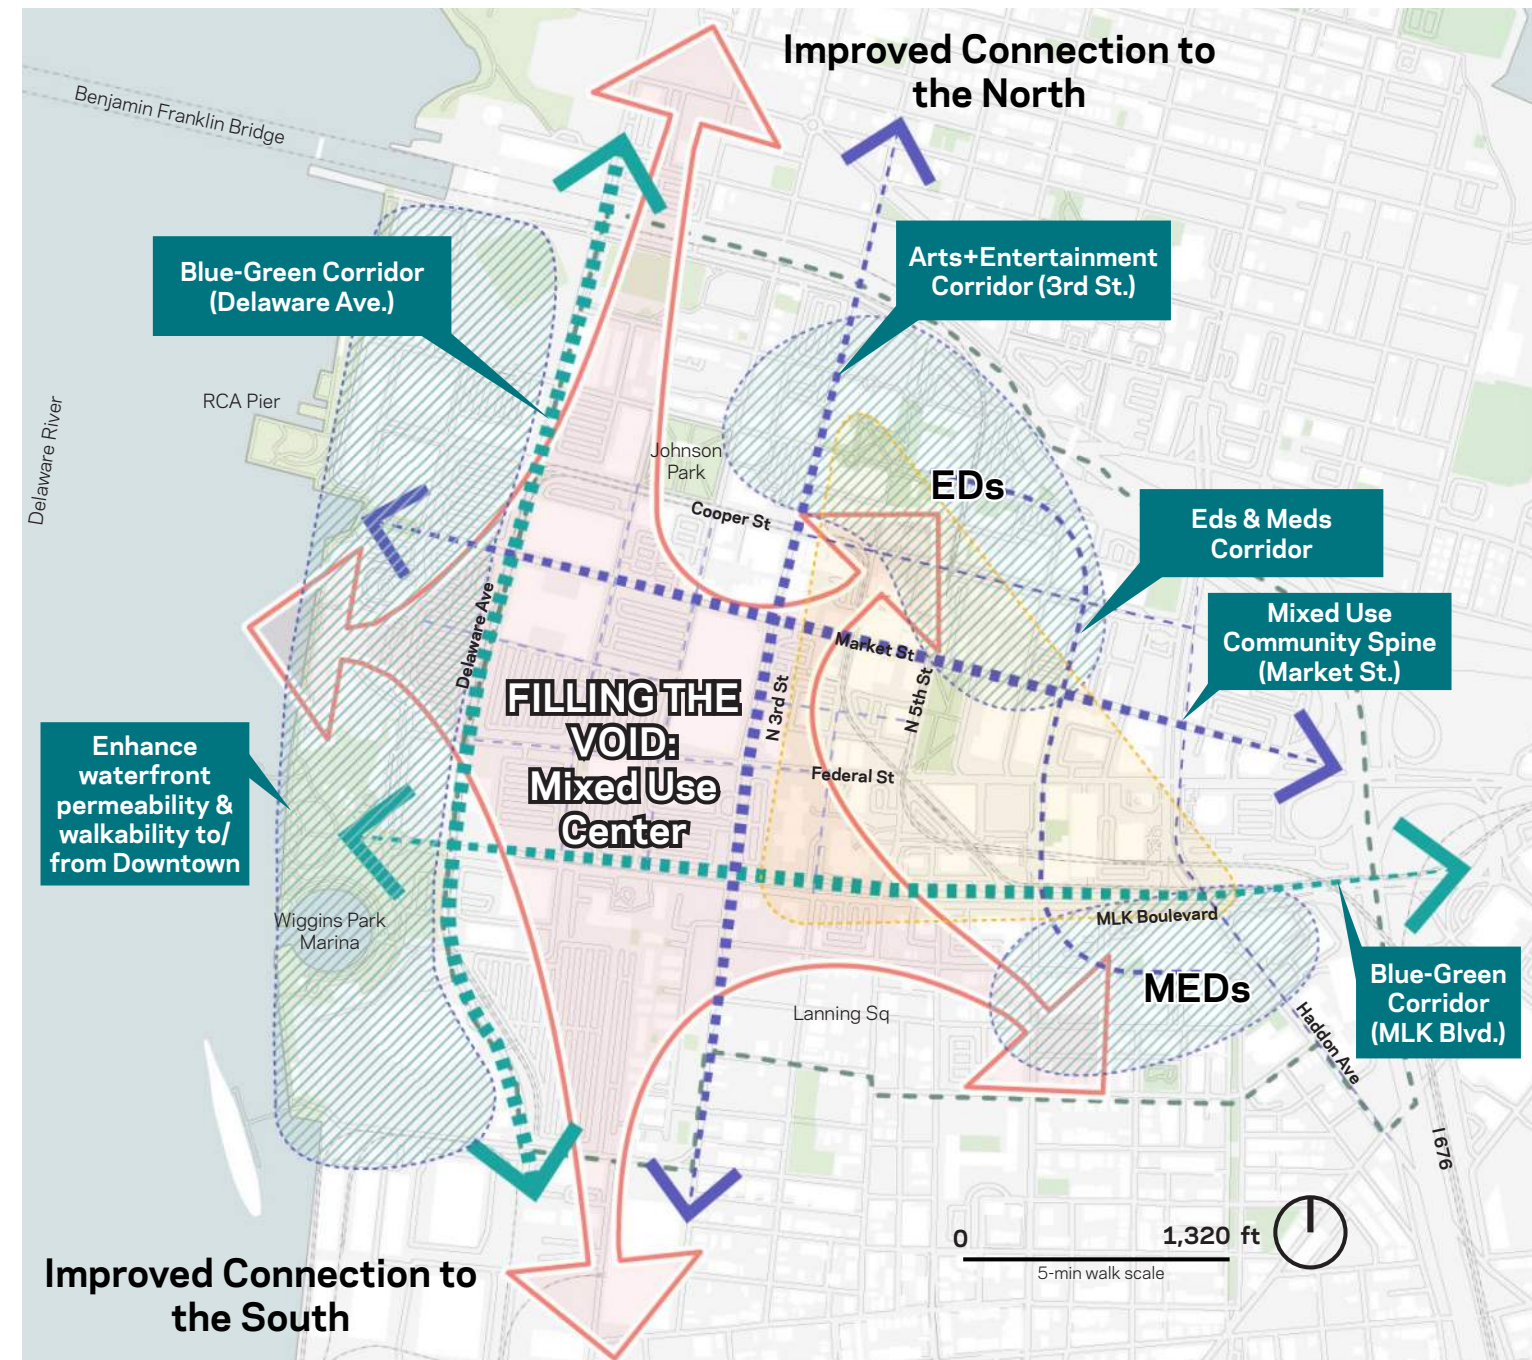 Improved Connection to
the North
Benjamin Franklin Bridge
Arts+Entertainment
Corridor (3rd St.)
Blue-Green Corridor
(Delaware Ave.)
RCA Pier
Delaware River
Johnson
Park
EDs
Cooper St
Eds & Meds
Corridor
Mixed Use
Community Spine
(Market St.)
Delaware Ave
Market St
N 3rd St
N 5th St
FILLING THE
VOID:
Mixed Use
Center
Federal St
Enhance
waterfront
permeability &
walkability to/
from Downtown
Wiggins Park
Marina
MLK Boulevard
MEDs
Lanning Sq
Blue-Green
Corridor
(MLK Blvd.)
Haddon Ave
I 676
0
1,320 ft
5-min walk scale
Improved Connection to
the South